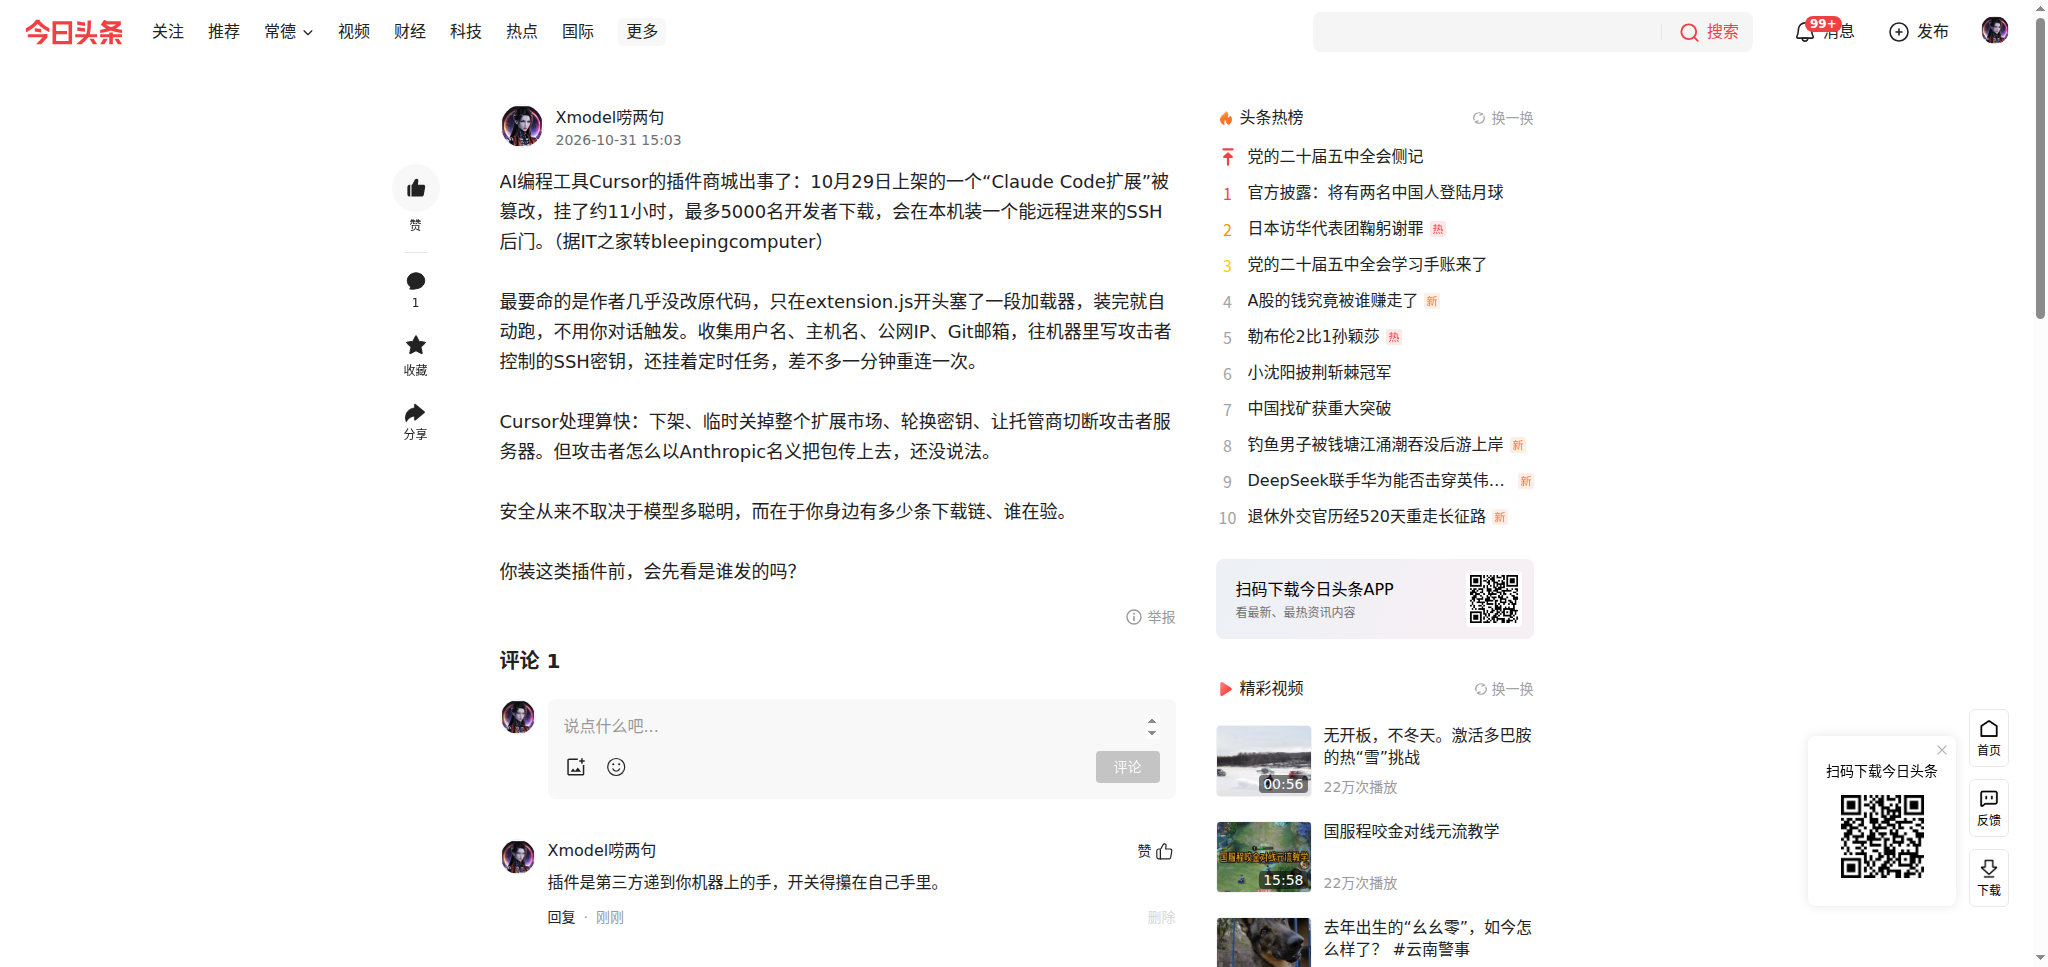 今日头条
关注 推荐 常德 视频 财经 科技 热点 国际 更多
搜索
99+
消息
发布
Xmodel唠两句
2026-10-31 15:03
AI编程工具Cursor的插件商城出事了：10月29日上架的一个“Claude Code扩展”被
篡改，挂了约11小时，最多5000名开发者下载，会在本机装一个能远程进来的SSH
后门。（据IT之家转bleepingcomputer）
最要命的是作者几乎没改原代码，只在extension.js开头塞了一段加载器，装完就自
动跑，不用你对话触发。收集用户名、主机名、公网IP、Git邮箱，往机器里写攻击者
控制的SSH密钥，还挂着定时任务，差不多一分钟重连一次。
Cursor处理算快：下架、临时关掉整个扩展市场、轮换密钥、让托管商切断攻击者服
务器。但攻击者怎么以Anthropic名义把包传上去，还没说法。
安全从来不取决于模型多聪明，而在于你身边有多少条下载链、谁在验。
你装这类插件前，会先看是谁发的吗？
举报
赞
1
收藏
分享
评论 1
说点什么吧...
评论
Xmodel唠两句
赞
插件是第三方递到你机器上的手，开关得攥在自己手里。
回复 · 刚刚
删除
头条热榜
换一换
党的二十届五中全会侧记
1 官方披露：将有两名中国人登陆月球
2 日本访华代表团鞠躬谢罪 热
3 党的二十届五中全会学习手账来了
4 A股的钱究竟被谁赚走了 新
5 勒布伦2比1孙颖莎 热
6 小沈阳披荆斩棘冠军
7 中国找矿获重大突破
8 钓鱼男子被钱塘江涌潮吞没后游上岸 新
9 DeepSeek联手华为能否击穿英伟... 新
10 退休外交官历经520天重走长征路 新
扫码下载今日头条APP
看最新、最热资讯内容
精彩视频
换一换
00:56
无开板，不冬天。激活多巴胺
的热“雪”挑战
22万次播放
国服程咬金对线元流教学
15:58
国服程咬金对线元流教学
22万次播放
去年出生的“幺幺零”，如今怎
么样了？ #云南警事
扫码下载今日头条
首页
反馈
下载